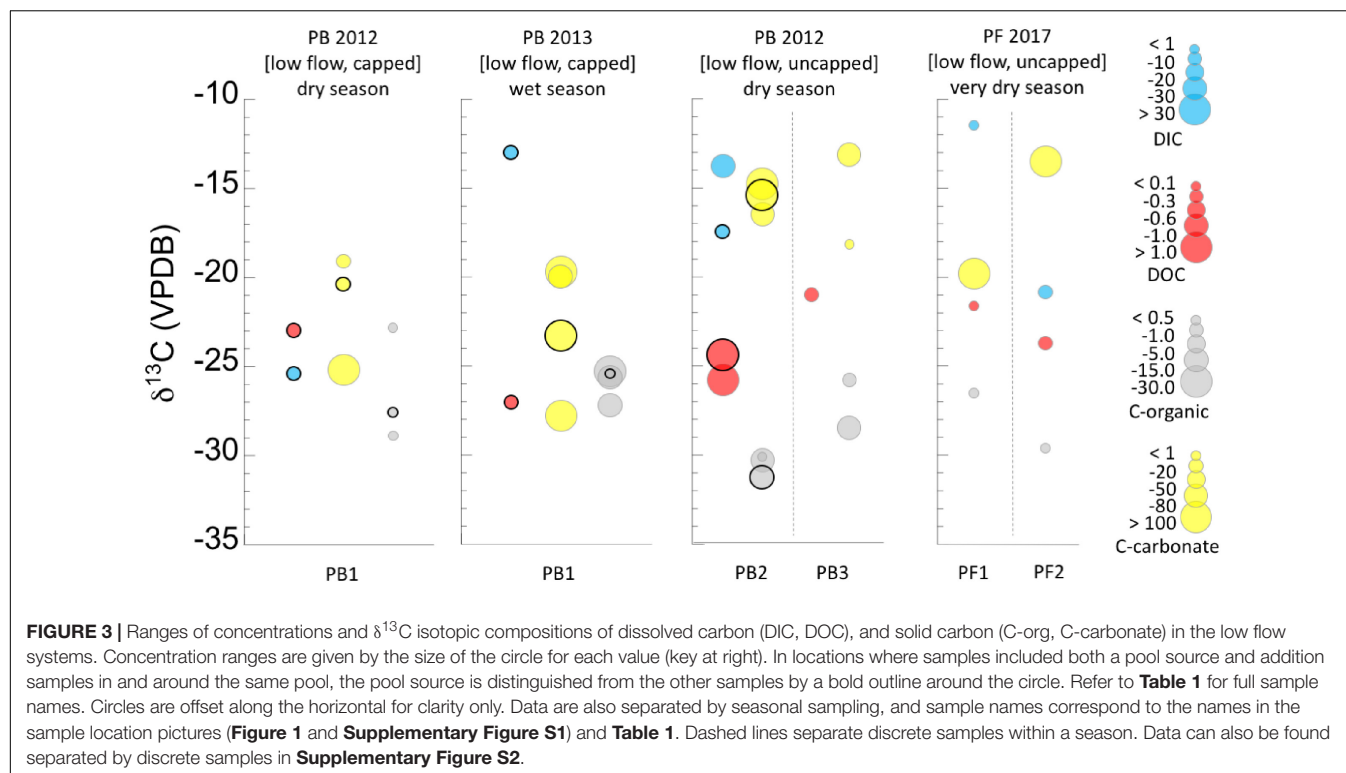 PB 2012
[low flow, capped]
dry season
PB 2013
[low flow, capped]
wet season
PB 2012
[low flow, uncapped]
dry season
PF 2017
[low flow, uncapped]
very dry season
δ13C (VPDB)
-10
-15
-20
-25
-30
-35
PB1
PB1
PB2
PB3
PF1
PF2
< 1
-10
-20
-30
> 30
DIC
< 0.1
-0.3
-0.6
-1.0
> 1.0
DOC
< 0.5
-1.0
-5.0
-15.0
-30.0
C-organic
< 1
-20
-50
-80
> 100
C-carbonate
FIGURE 3 | Ranges of concentrations and δ13C isotopic compositions of dissolved carbon (DIC, DOC), and solid carbon (C-org, C-carbonate) in the low flow
systems. Concentration ranges are given by the size of the circle for each value (key at right). In locations where samples included both a pool source and addition
samples in and around the same pool, the pool source is distinguished from the other samples by a bold outline around the circle. Refer to Table 1 for full sample
names. Circles are offset along the horizontal for clarity only. Data are also separated by seasonal sampling, and sample names correspond to the names in the
sample location pictures (Figure 1 and Supplementary Figure S1) and Table 1. Dashed lines separate discrete samples within a season. Data can also be found
separated by discrete samples in Supplementary Figure S2.